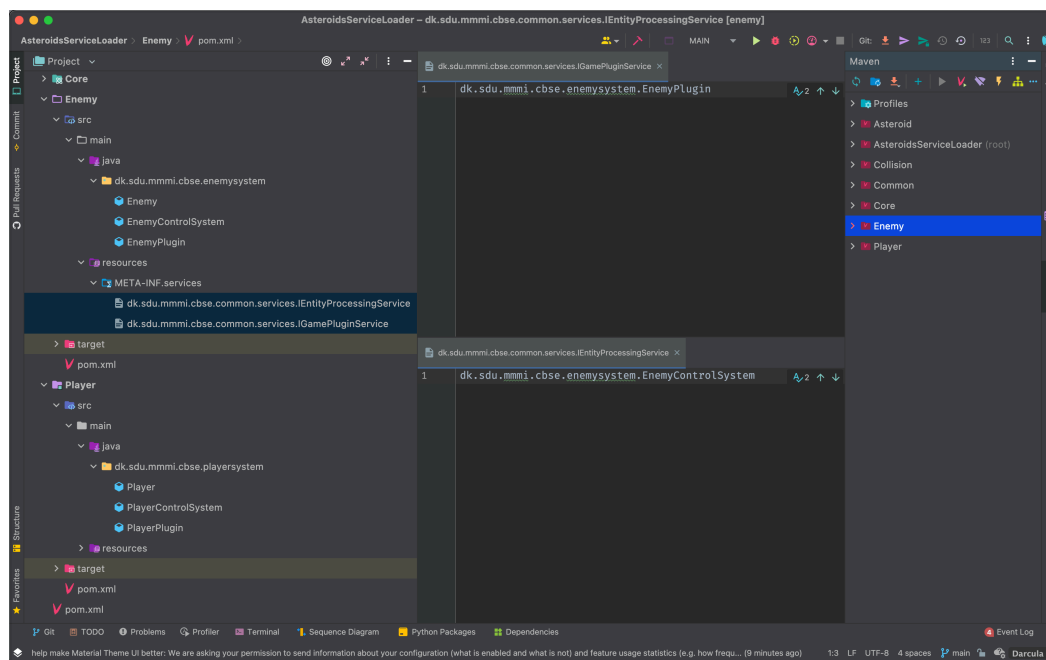 AsteroidsServiceLoader – dk.sdu.mmmi.cbse.common.services.IEntityProcessingService [enemy]
AsteroidsServiceLoader Enemy pom.xml
MAIN
Git:
123
Project
Core
Enemy
src
main
java
dk.sdu.mmmi.cbse.enemysystem
Enemy
EnemyControlSystem
EnemyPlugin
resources
META-INF.services
dk.sdu.mmmi.cbse.common.services.IEntityProcessingService
dk.sdu.mmmi.cbse.common.services.IGamePluginService
target
pom.xml
Player
src
main
java
dk.sdu.mmmi.cbse.playersystem
Player
PlayerControlSystem
PlayerPlugin
resources
target
pom.xml
pom.xml
dk.sdu.mmmi.cbse.common.services.IGamePluginService
1 dk.sdu.mmmi.cbse.enemysystem.EnemyPlugin 2
dk.sdu.mmmi.cbse.common.services.IEntityProcessingService
1 dk.sdu.mmmi.cbse.enemysystem.EnemyControlSystem 2
Maven
Profiles
Asteroid
AsteroidsServiceLoader (root)
Collision
Common
Core
Enemy
Player
Project
Commit
Pull Requests
Structure
Favorites
Git TODO Problems Profiler Terminal Sequence Diagram Python Packages Dependencies 4 Event Log
help make Material Theme UI better: We are asking your permission to send information about your configuration (what is enabled and what is not) and feature usage statistics (e.g. how frequ... (9 minutes ago) 1:3 LF UTF-8 4 spaces main Darcula